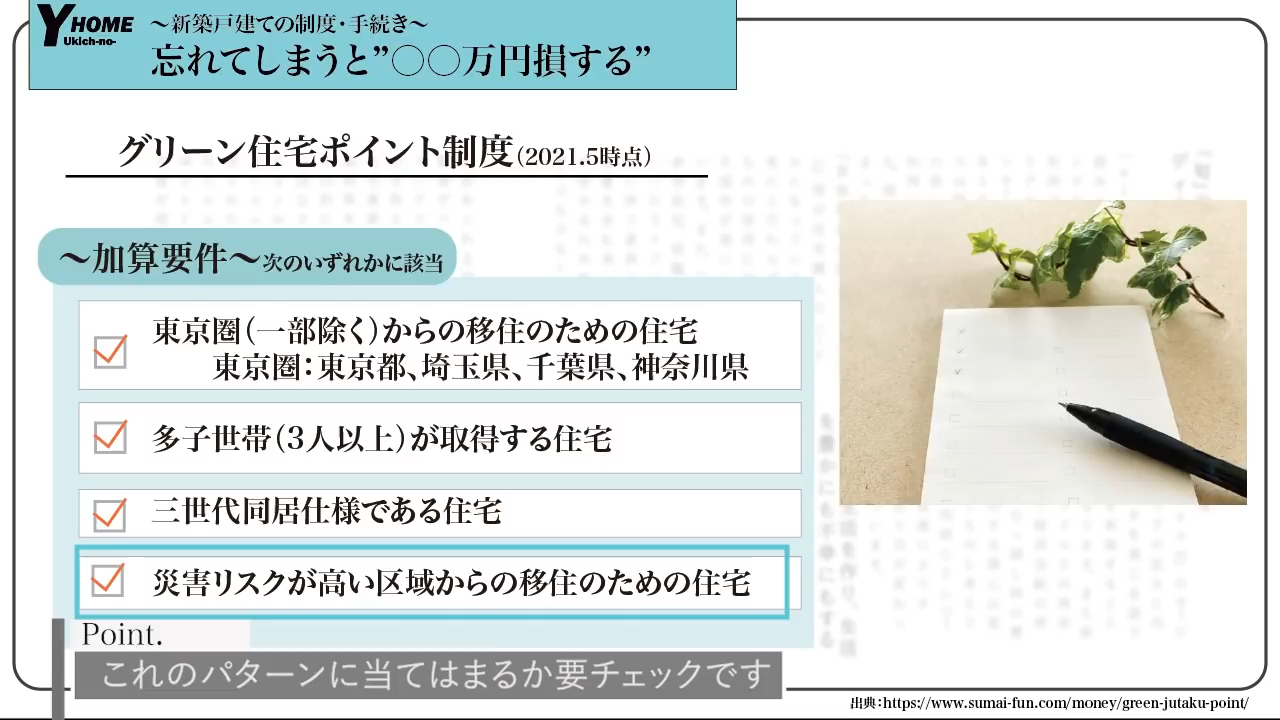 YHOME
Ukich-no-
～新築戸建ての制度・手続き～
忘れてしまうと”○○万円損する”
グリーン住宅ポイント制度（2021.5時点）
～加算要件～次のいずれかに該当
東京圏（一部除く）からの移住のための住宅
東京圏：東京都、埼玉県、千葉県、神奈川県
多子世帯（3人以上）が取得する住宅
三世代同居仕様である住宅
災害リスクが高い区域からの移住のための住宅
Point.
これのパターンに当てはまるか要チェックです
出典：https://www.sumai-fun.com/money/green-jutaku-point/